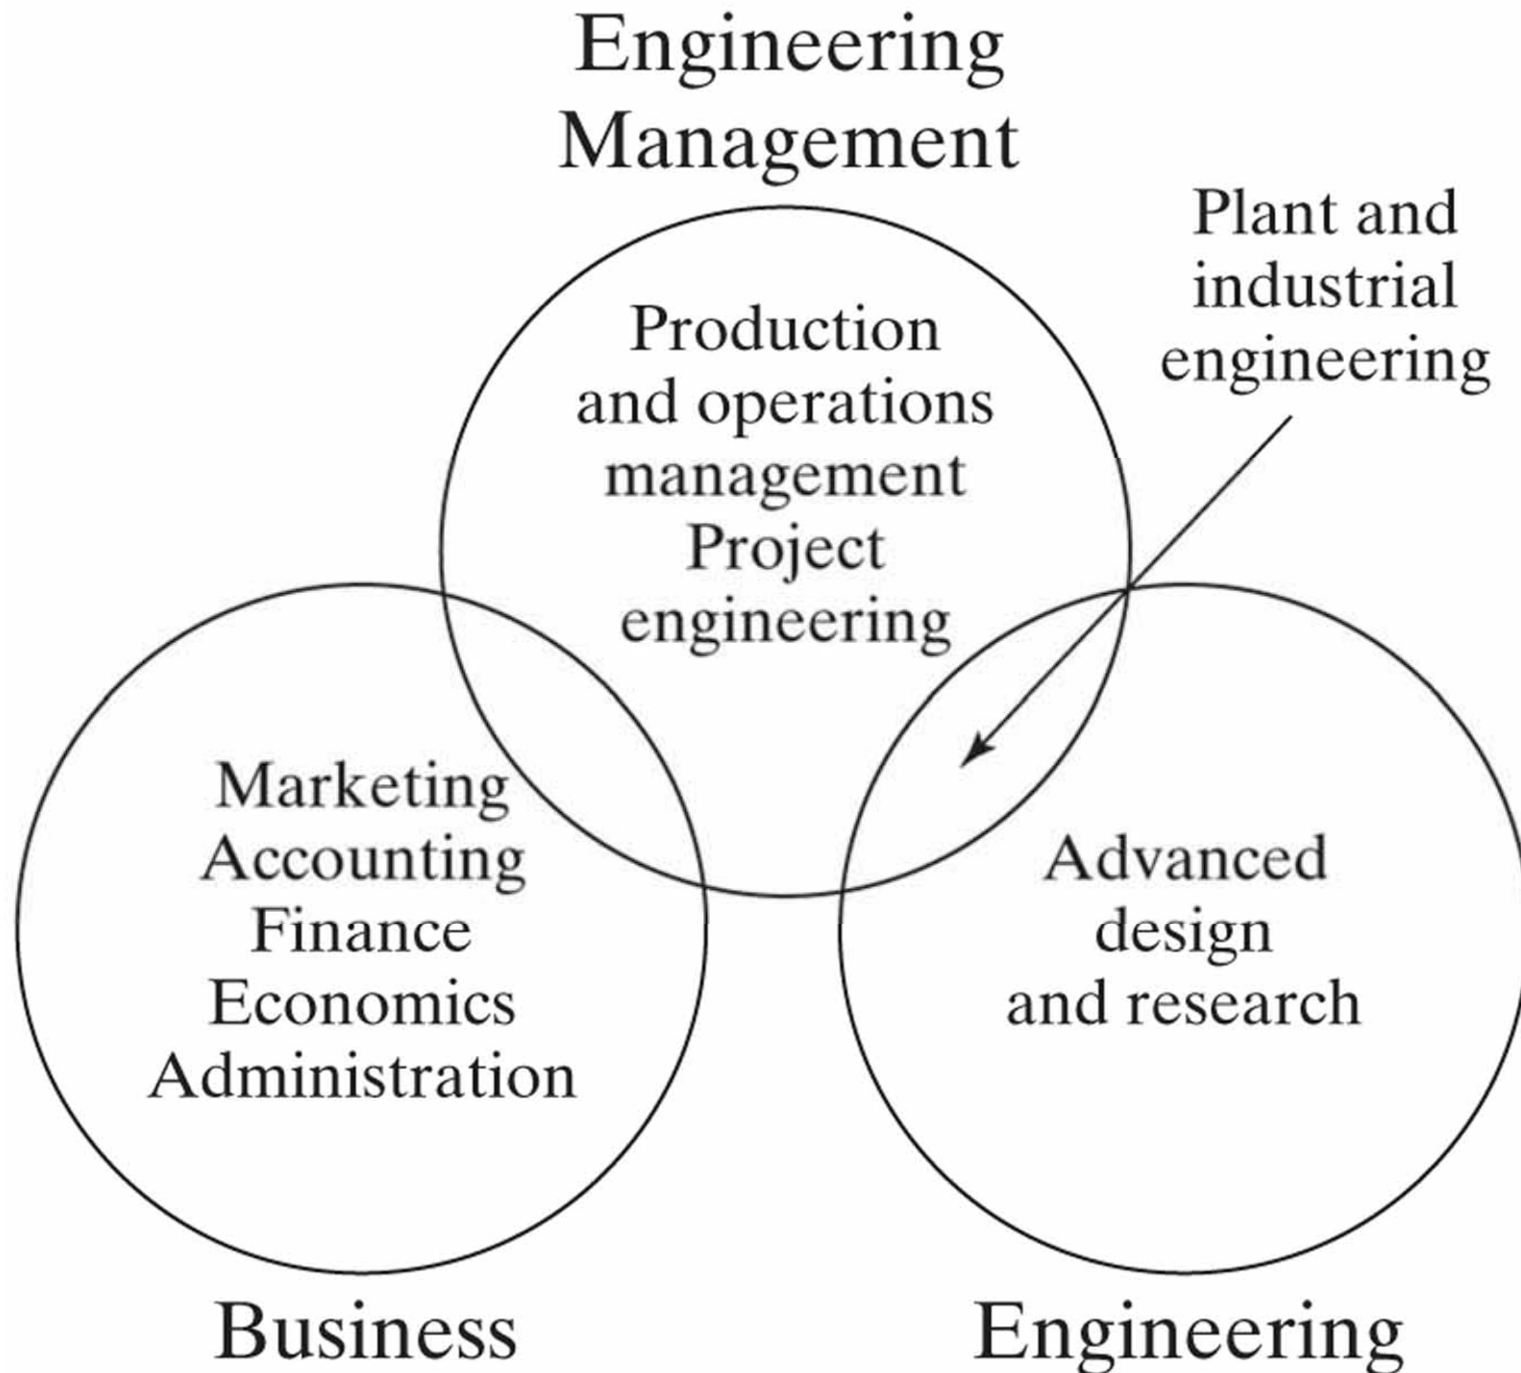 Engineering
Management
Plant and
industrial
engineering
Production
and operations
management
Project
engineering
Marketing
Accounting
Finance
Economics
Administration
Advanced
design
and research
Business
Engineering